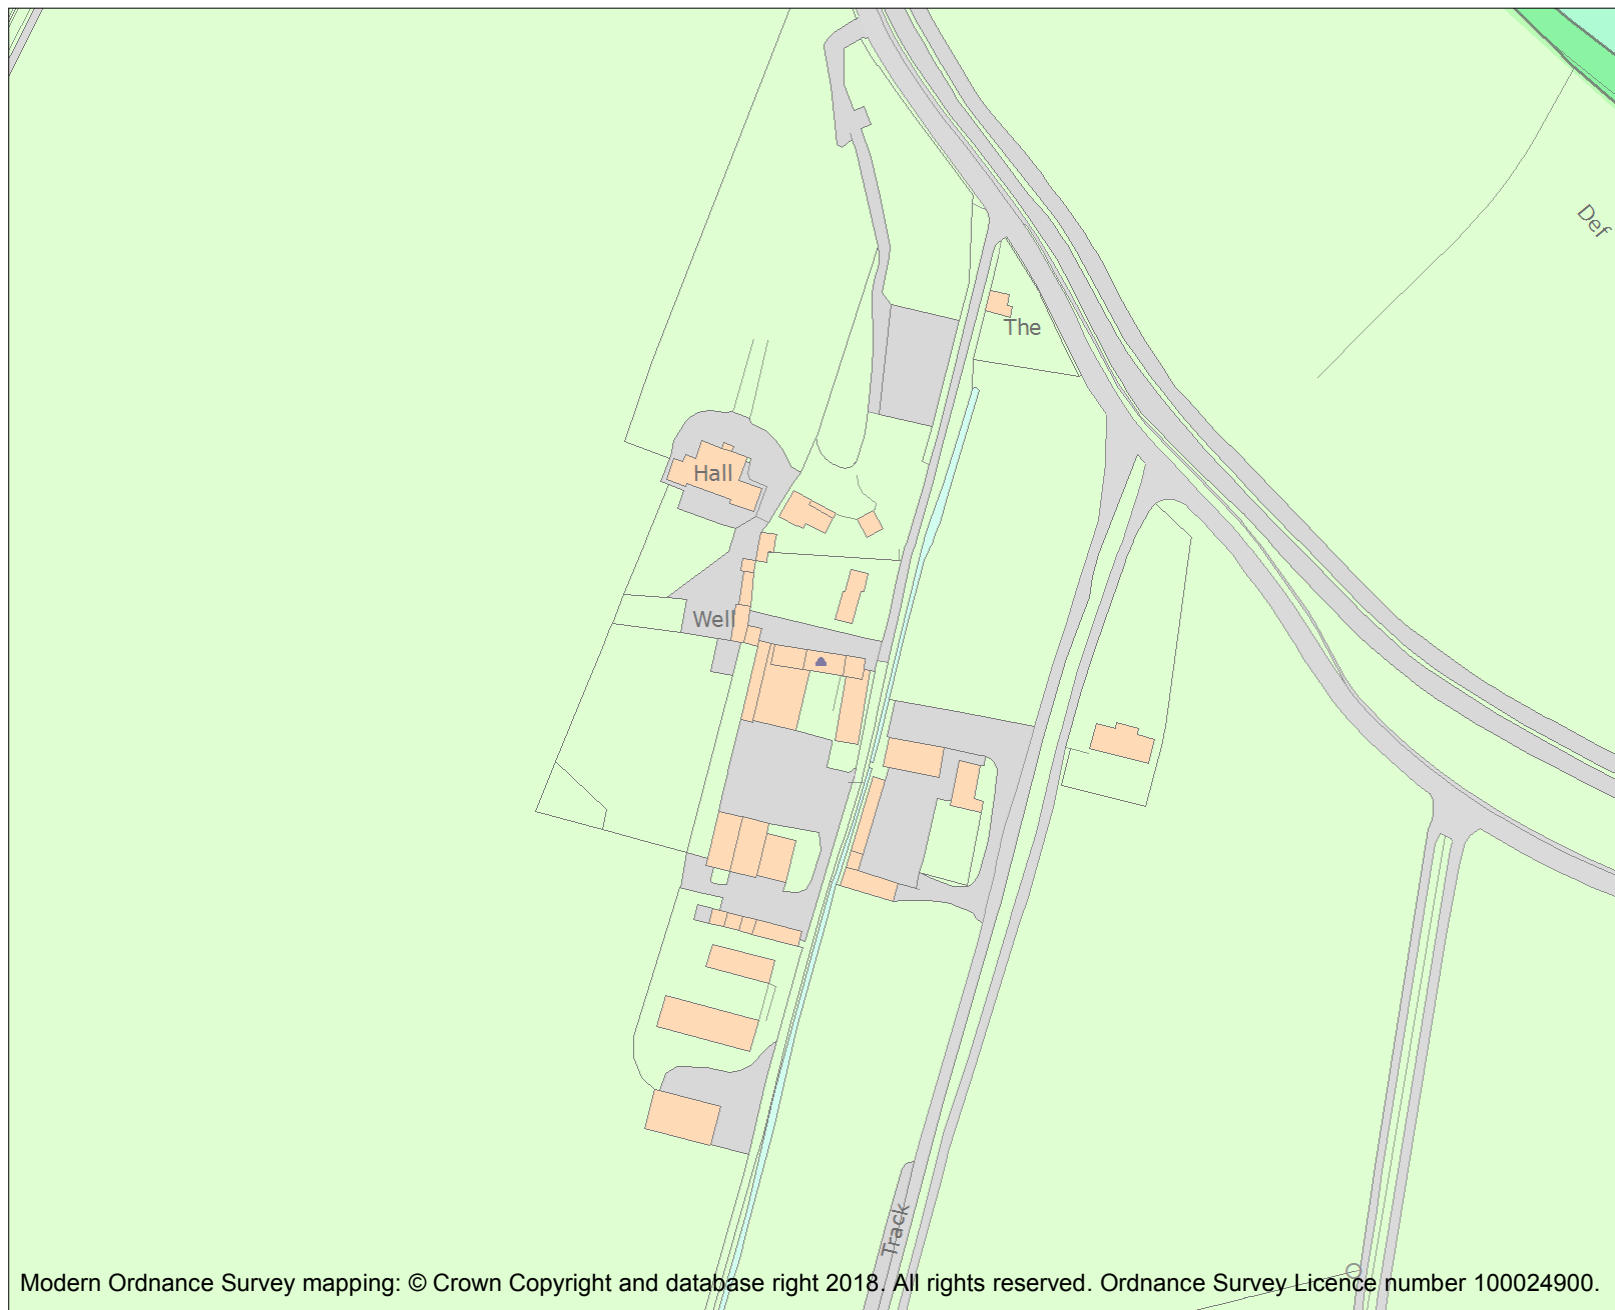 Def
The
Hall
Well
Track
Modern Ordnance Survey mapping: © Crown Copyright and database right 2018. All rights reserved. Ordnance Survey Licence number 100024900.